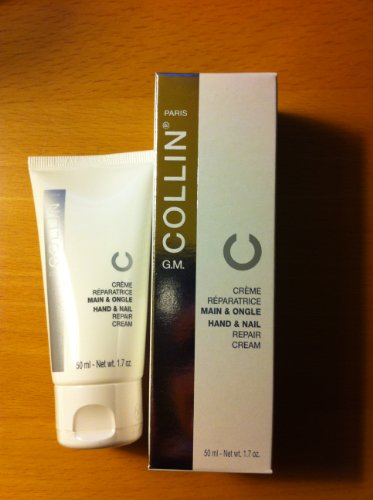 COLLIN
CRÈME
RÉPARATRICE
MAIN & ONGLE
HAND & NAIL
REPAIR
CREAM
50 ml - Net wt. 1.7 oz.
PARIS
G.M. COLLIN®
CRÈME
RÉPARATRICE
MAIN & ONGLE
HAND & NAIL
REPAIR
CREAM
50 ml - Net wt. 1.7 oz.